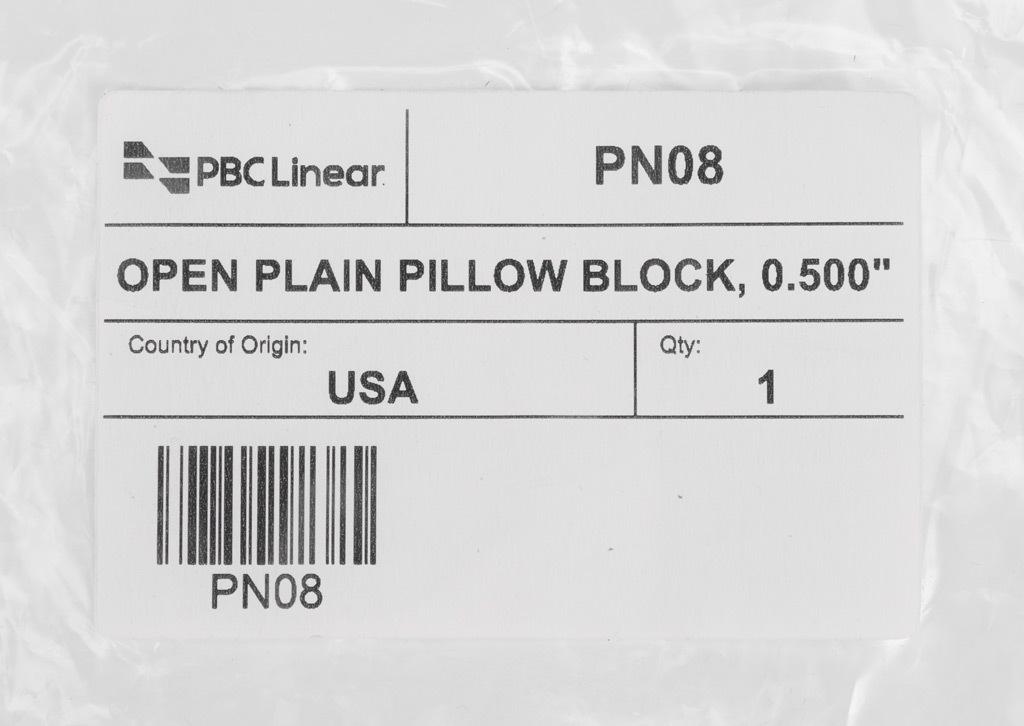 PBC Linear
PN08
OPEN PLAIN PILLOW BLOCK, 0.500"
Country of Origin:
USA
Qty:
1
PN08